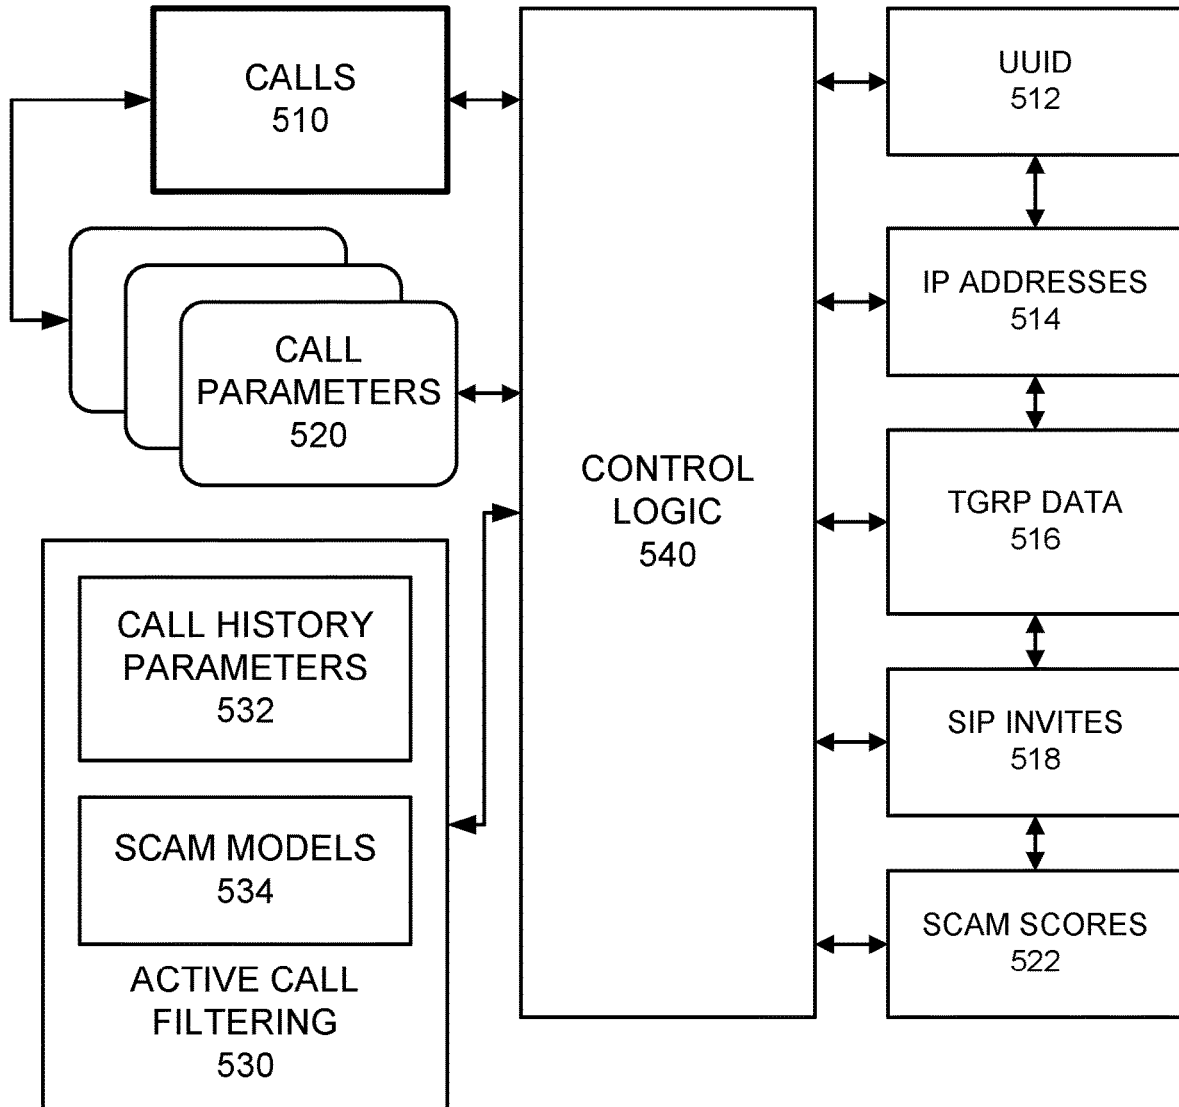 CALLS
510
CALL
PARAMETERS
520
CALL HISTORY
PARAMETERS
532
SCAM MODELS
534
ACTIVE CALL
FILTERING
530
CONTROL
LOGIC
540
UUID
512
IP ADDRESSES
514
TGRP DATA
516
SIP INVITES
518
SCAM SCORES
522